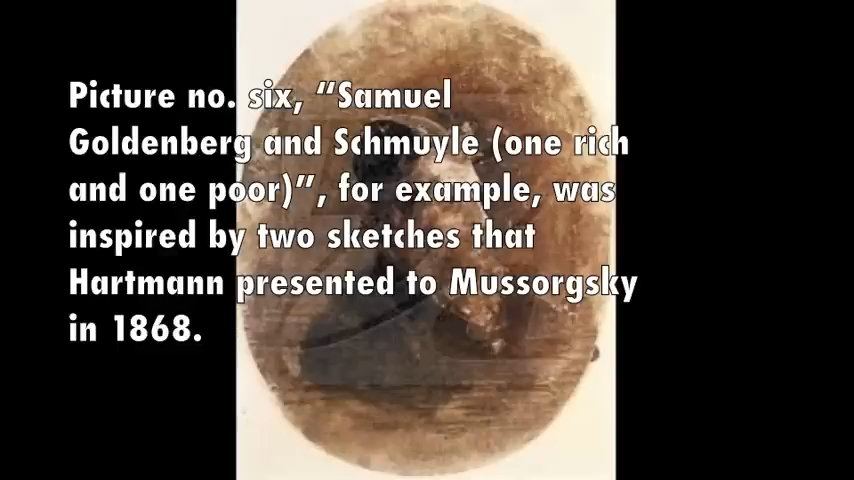 Picture no. six, “Samuel
Goldenberg and Schmuyle (one rich
and one poor)”, for example, was
inspired by two sketches that
Hartmann presented to Mussorgsky
in 1868.